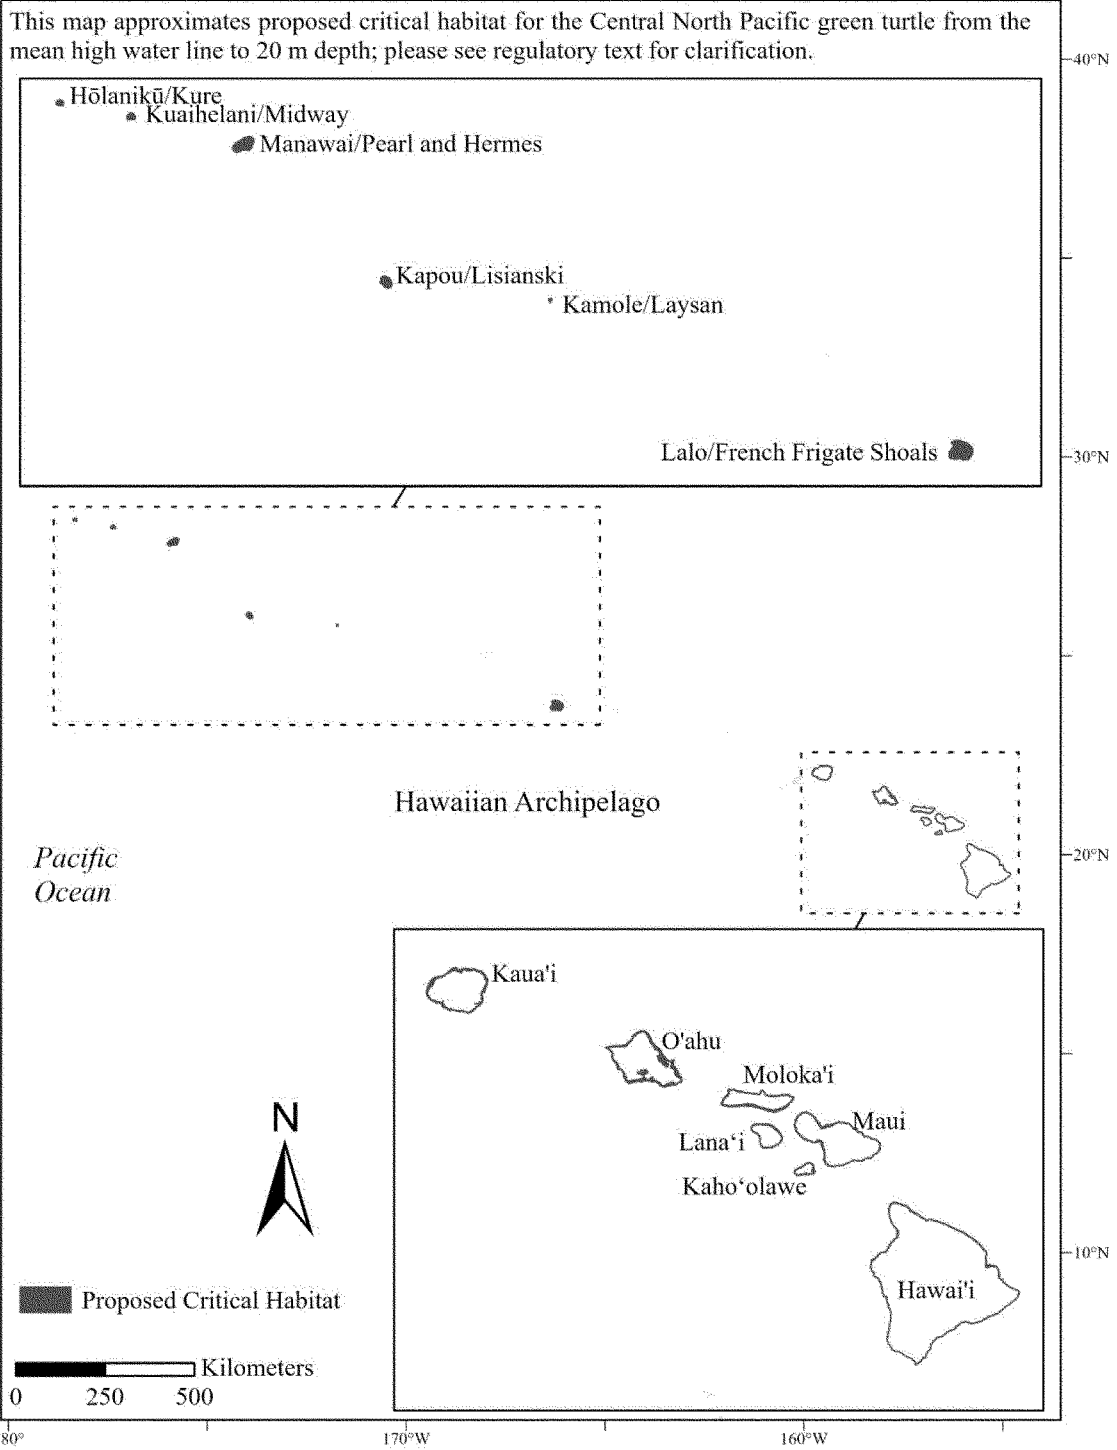 This map approximates proposed critical habitat for the Central North Pacific green turtle from the
mean high water line to 20 m depth; please see regulatory text for clarification.
40°N
Hōlanikū/Kure
Kuaihelani/Midway
Manawai/Pearl and Hermes
Kapou/Lisianski
Kamole/Laysan
Lalo/French Frigate Shoals
30°N
Hawaiian Archipelago
Pacific
Ocean
20°N
Kaua'i
O'ahu
Moloka'i
Maui
Lana‘i
Kaho‘olawe
Hawai'i
N
10°N
Proposed Critical Habitat
Kilometers
0 250 500
80° 170°W 160°W